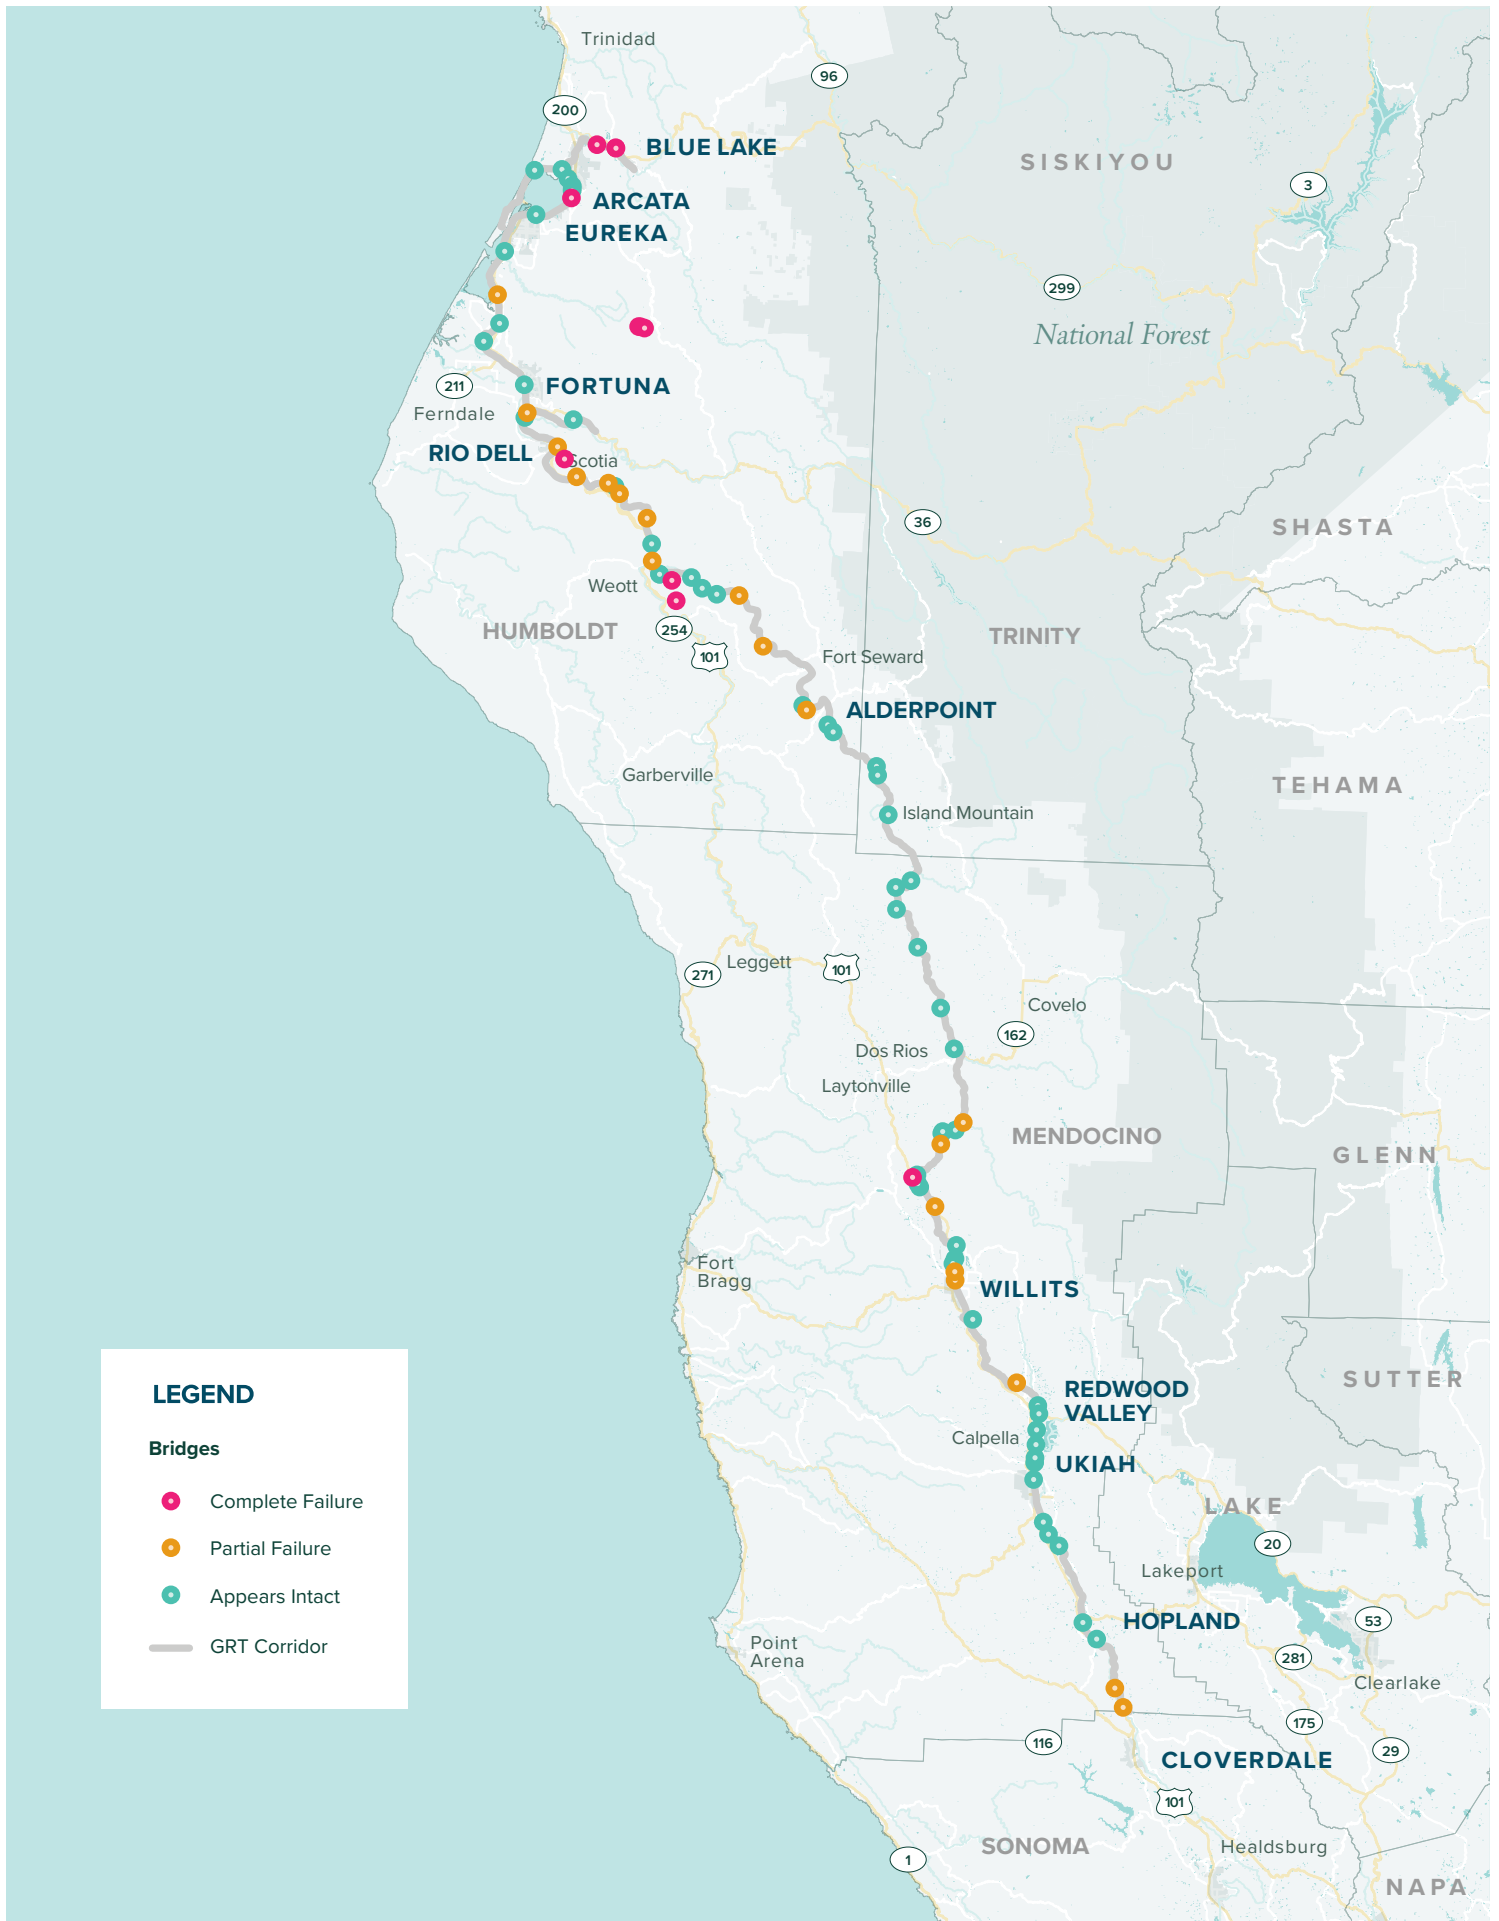 Trinidad
96
200
BLUE LAKE
SISKIYOU
3
ARCATA
EUREKA
299
National Forest
211
FORTUNA
Ferndale
RIO DELL
Scotia
36
SHASTA
Weott
HUMBOLDT
254
TRINITY
101
Fort Seward
ALDERPOINT
Garberville
TEHAMA
Island Mountain
271
Leggett
101
Covelo
162
Dos Rios
Laytonville
MENDOCINO
GLENN
Fort
Bragg
WILLITS
SUTTER
REDWOOD
VALLEY
Calpella
UKIAH
LAKE
20
Lakeport
HOPLAND
53
Point
Arena
281
Clearlake
175
116
29
CLOVERDALE
101
SONOMA
Healdsburg
1
NAPA
LEGEND
Bridges
Complete Failure
Partial Failure
Appears Intact
GRT Corridor